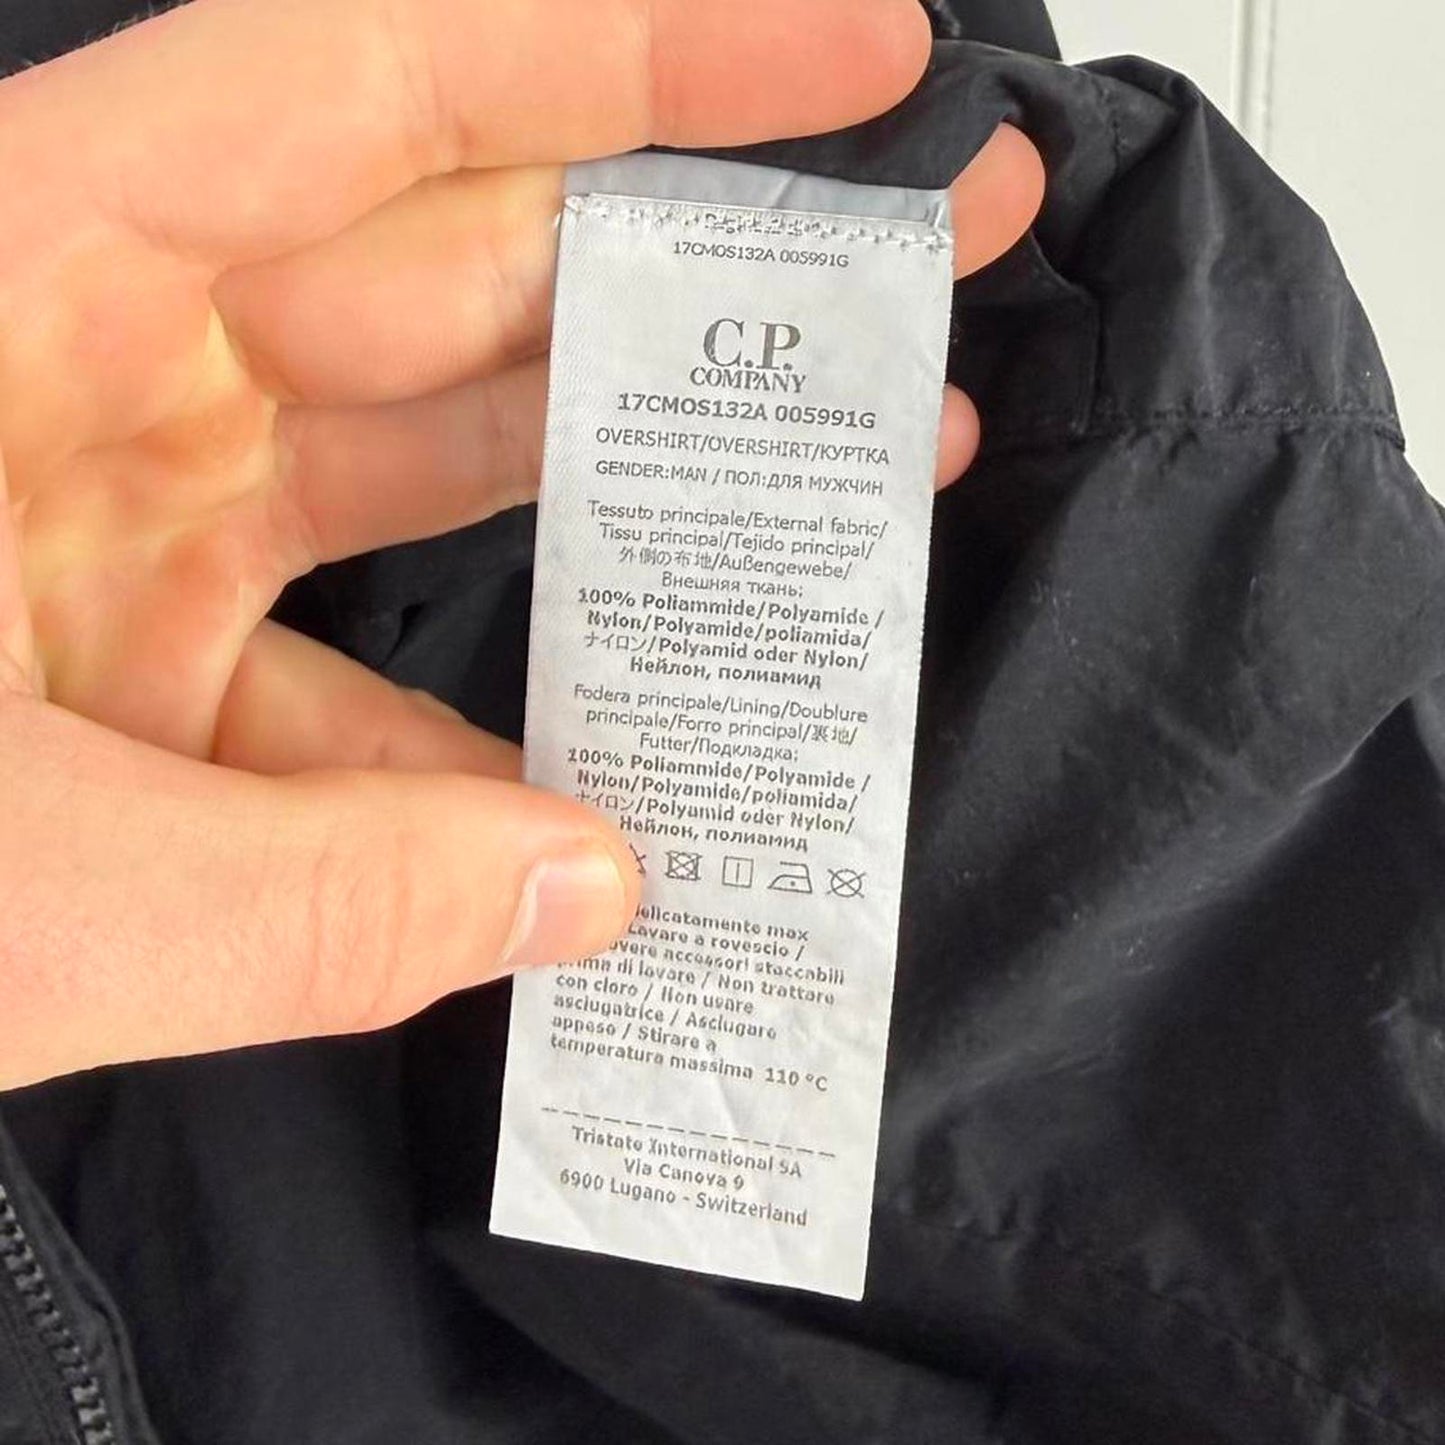 17CMOS132A 005991G
C.P.
COMPANY
17CMOS132A 005991G
OVERSHIRT/OVERSHIRT/КУРТКА
GENDER:MAN / ПОЛ:ДЛЯ МУЖЧИН
Tessuto principale/External fabric/
Tissu principal/Tejido principal/
外側の布地/Außengewebe/
Внешняя ткань:
100% Poliammide/Polyamide /
Nylon/Polyamide/poliamida/
ナイロン/Polyamid oder Nylon/
Нейлон, полиамид
Fodera principale/Lining/Doublure
principale/Forro principal/裏地/
Futter/Подкладка:
100% Poliammide/Polyamide /
Nylon/Polyamide/poliamida/
ナイロン/Polyamid oder Nylon/
Нейлон, полиамид
elicatamente max
Lavare a rovescio /
overe accessori staccabili
rima di lavare / Non trattare
con cloro / Non usare
asciugatrice / Asciugare
appeso / Stirare a
temperatura massima 110 °C
Tristate International SA
Via Canova 9
6900 Lugano - Switzerland